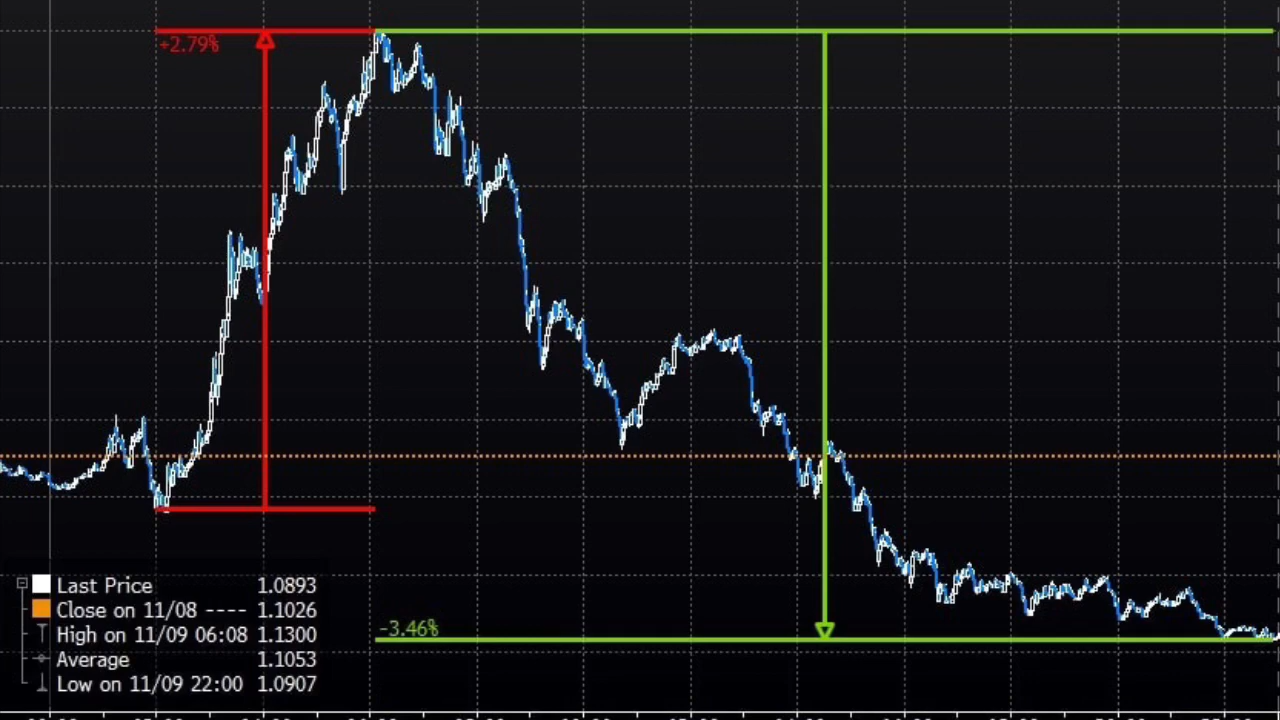 +2.79%
-3.46%
Last Price 1.0893
Close on 11/08 ---- 1.1026
High on 11/09 06:08 1.1300
Average 1.1053
Low on 11/09 22:00 1.0907